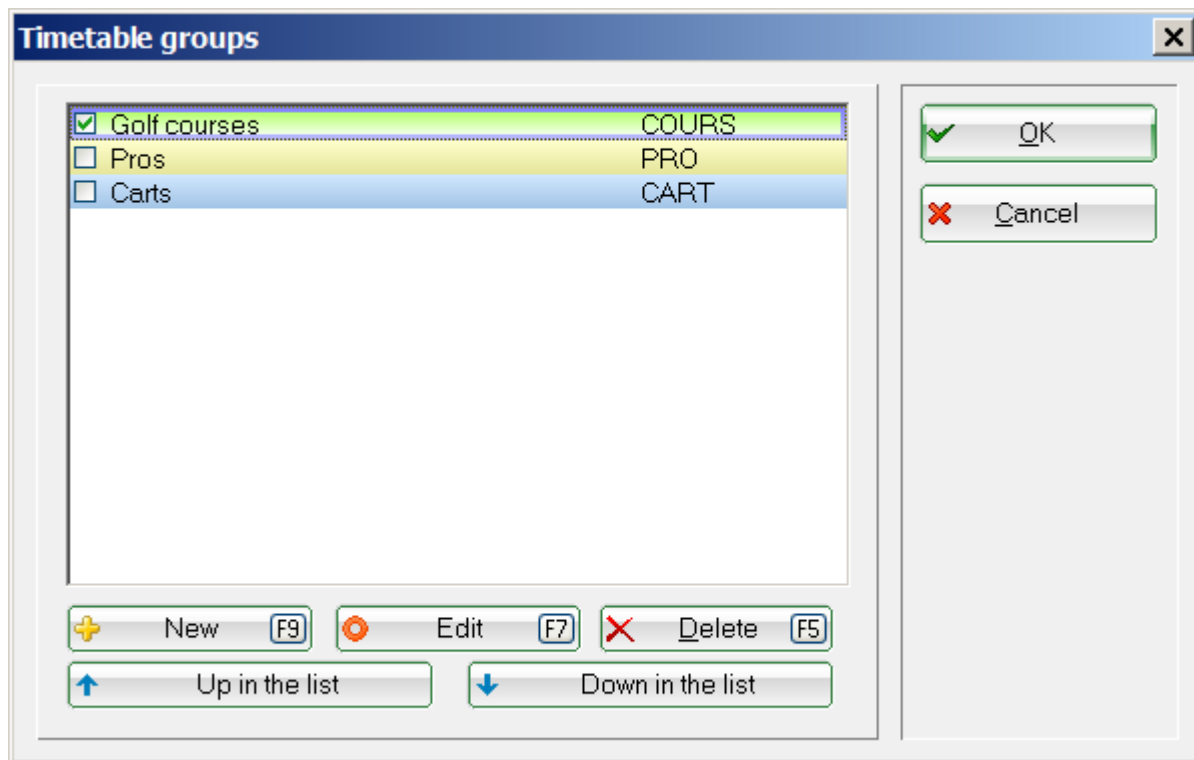 Timetable groups
Golf courses COURS
Pros PRO
Carts CART
OK
Cancel
New F9 Edit F7 Delete F5
Up in the list Down in the list